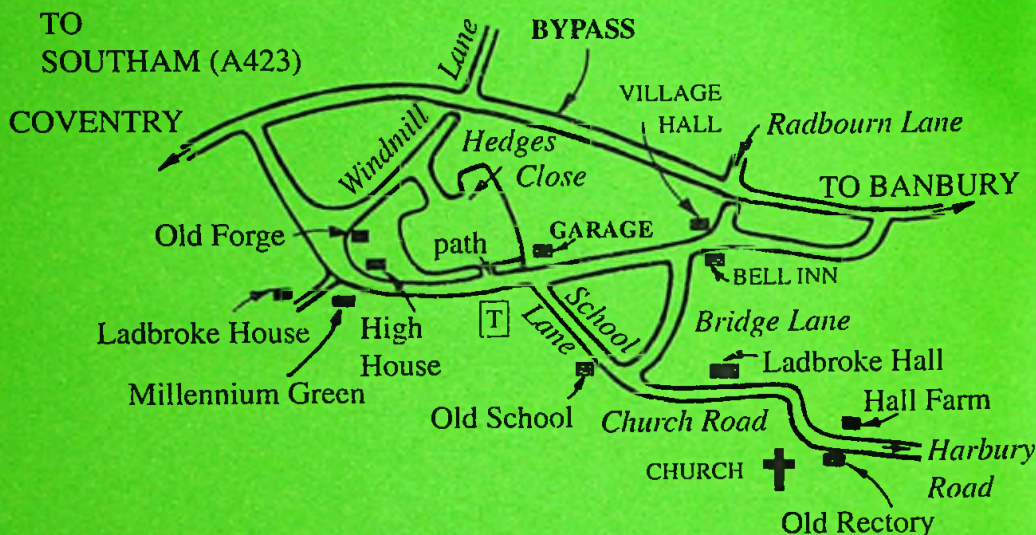 TO
SOUTHAM (A423)
COVENTRY
Lane
BYPASS
VILLAGE
HALL
Radbourn Lane
Windmill
Hedges
Close
TO BANBURY
Old Forge
path
GARAGE
BELL INN
Ladbroke House
High
House
T
School
Lane
Bridge Lane
Millennium Green
Ladbroke Hall
Old School
Church Road
Hall Farm
CHURCH
Harbury
Road
Old Rectory